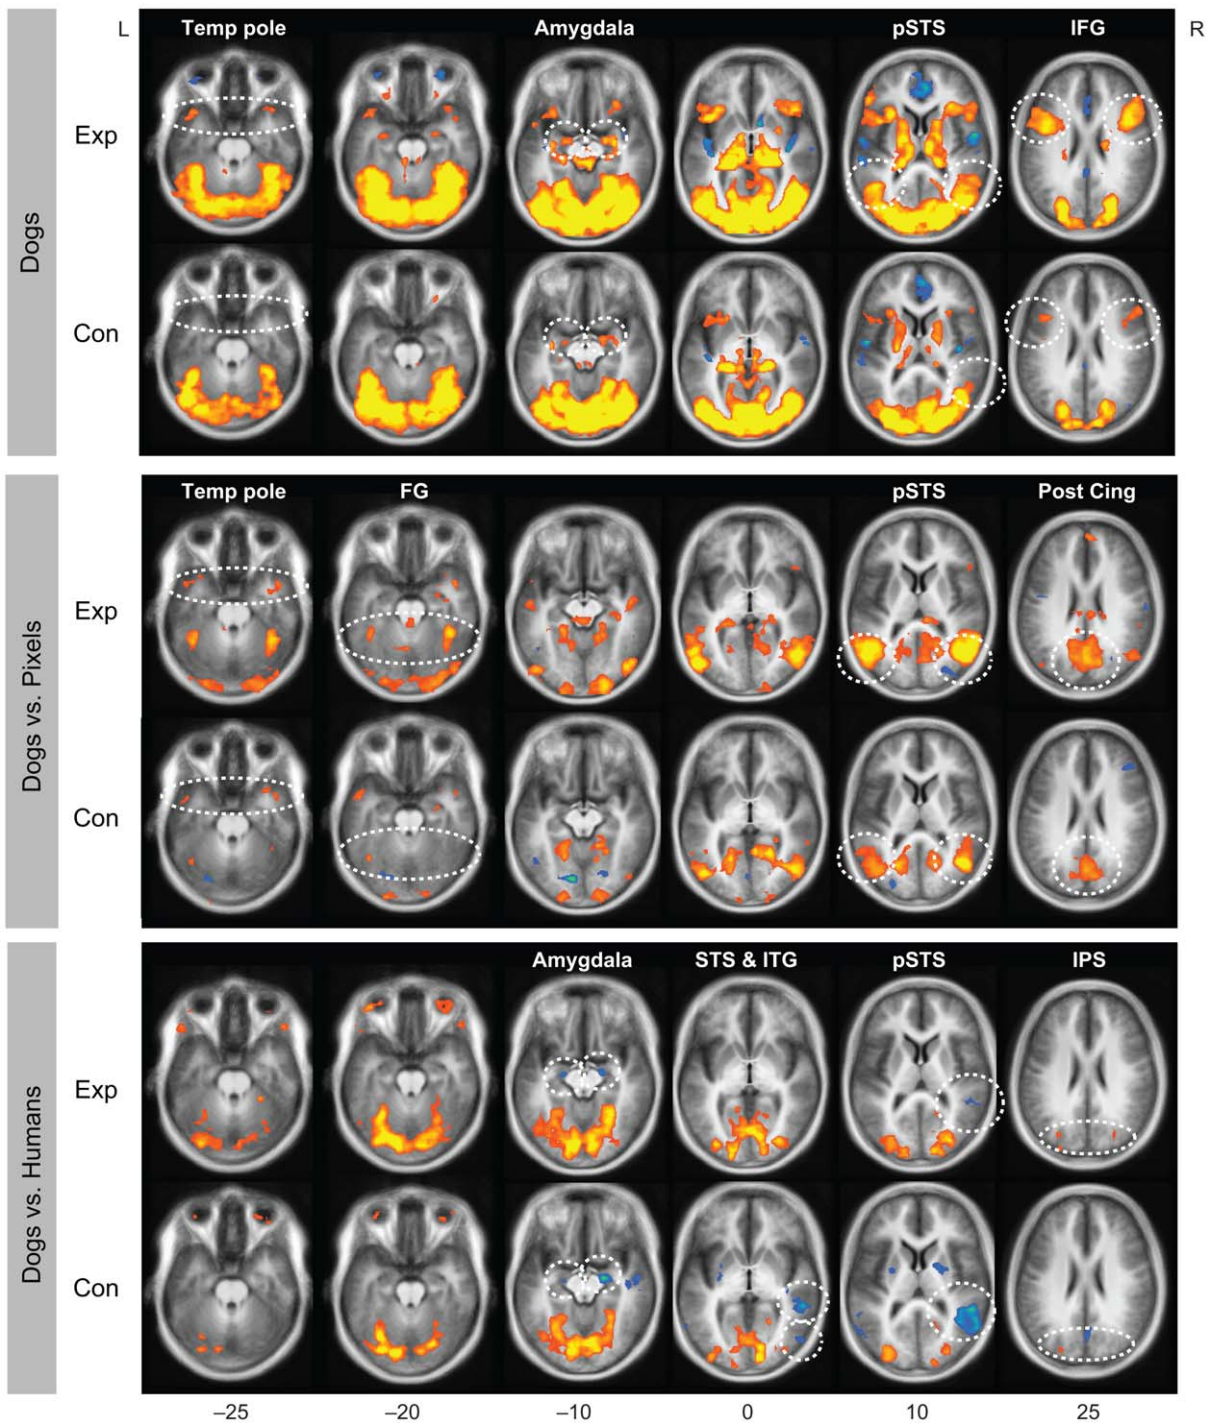 L
R
Temp pole
Amygdala
pSTS
IFG
Dogs
Exp
Con
Temp pole
FG
pSTS
Post Cing
Dogs vs. Pixels
Exp
Con
Amygdala
STS & ITG
pSTS
IPS
Dogs vs. Humans
Exp
Con
–25
–20
–10
0
10
25